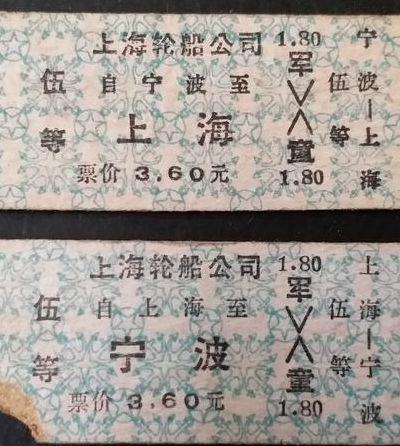 上海轮船公司
伍等
自宁波至
上海
票价 3.60元
1.80
军
童
1.80
伍等
宁波—上海
上海轮船公司
伍等
自上海至
宁波
票价 3.60元
1.80
军
童
1.80
伍等
上海—宁波